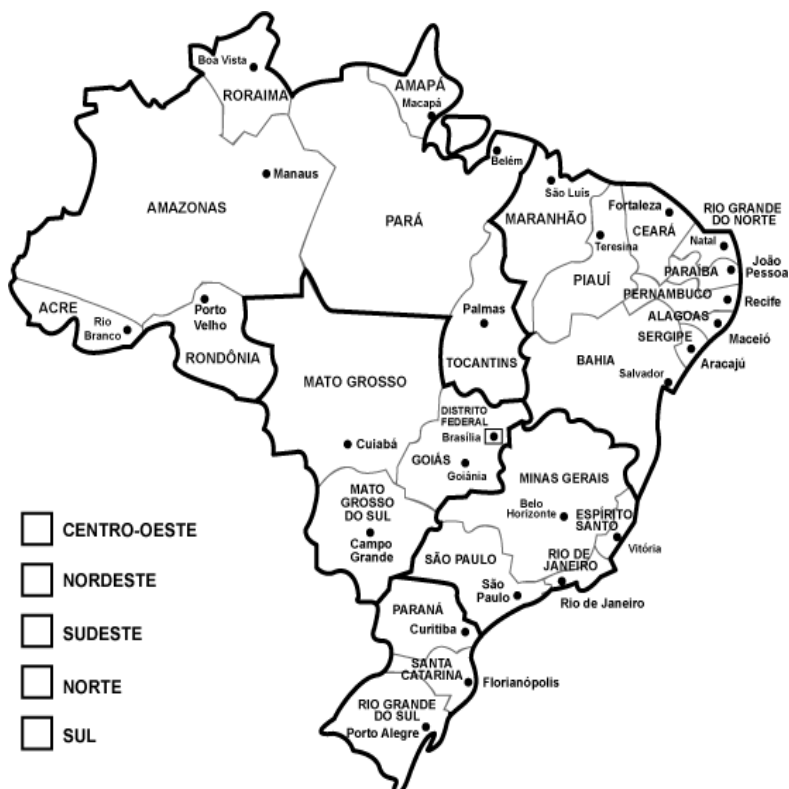 Boa Vista
RORAIMA
AMAPÁ
Macapá
Belém
Manaus
AMAZONAS
PARÁ
São Luís
MARANHÃO
Teresina
PIAUÍ
Fortaleza
CEARÁ
RIO GRANDE
DO NORTE
Natal
João
Pessoa
PARAÍBA
PERNAMBUCO
Recife
ALAGOAS
Maceió
SERGIPE
Aracajú
BAHIA
Salvador
ACRE
Rio
Branco
Porto
Velho
RONDÔNIA
Palmas
TOCANTINS
MATO GROSSO
Cuiabá
DISTRITO
FEDERAL
Brasília
GOIÁS
Goiânia
MATO
GROSSO
DO SUL
Campo
Grande
MINAS GERAIS
Belo
Horizonte
ESPÍRITO
SANTO
Vitória
SÃO PAULO
São
Paulo
RIO DE
JANEIRO
Rio de Janeiro
PARANÁ
Curitiba
SANTA
CATARINA
Florianópolis
RIO GRANDE
DO SUL
Porto Alegre
CENTRO-OESTE
NORDESTE
SUDESTE
NORTE
SUL